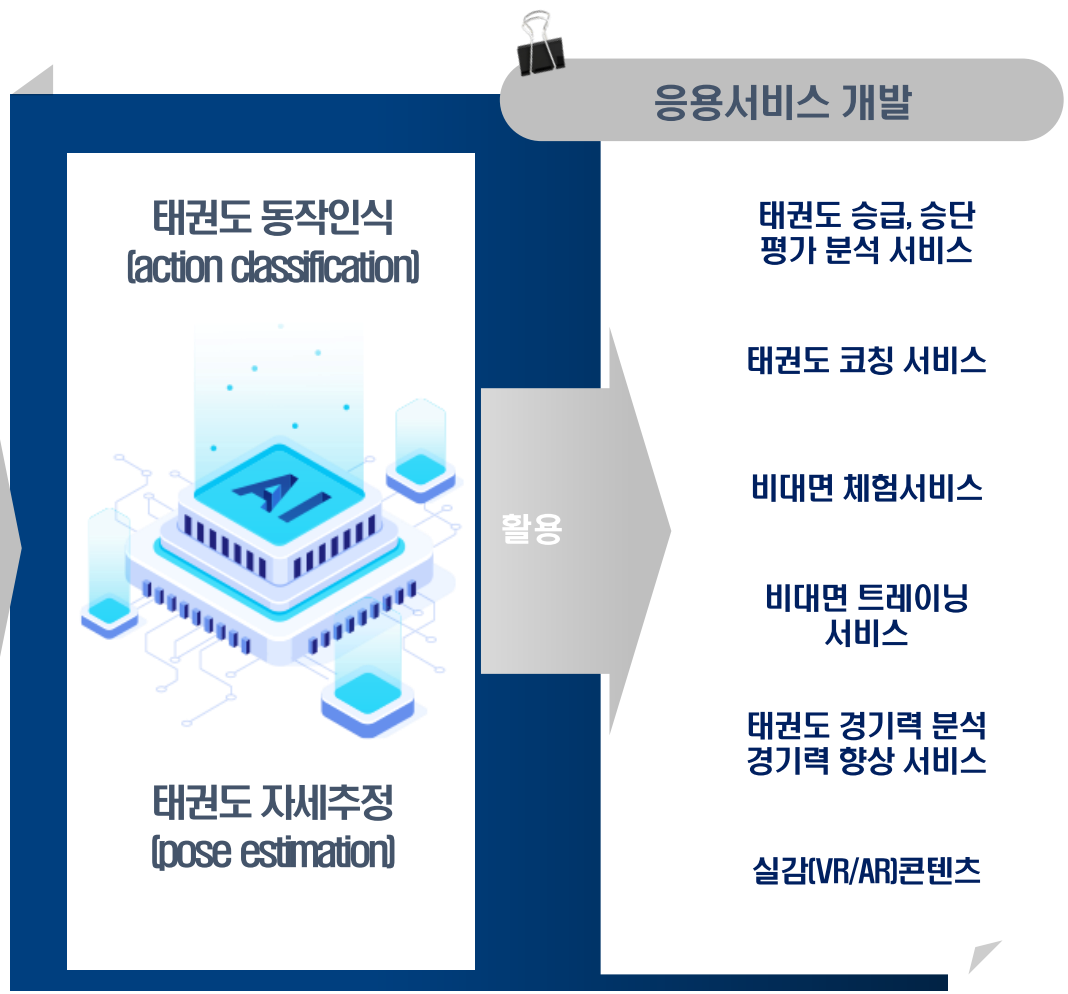 응용서비스 개발
태권도 동작인식
(action classification)
AI
태권도 자세추정
(pose estimation)
활용
태권도 승급, 승단
평가 분석 서비스
태권도 코칭 서비스
비대면 체험서비스
비대면 트레이닝
서비스
태권도 경기력 분석
경기력 향상 서비스
실감(VR/AR)콘텐츠